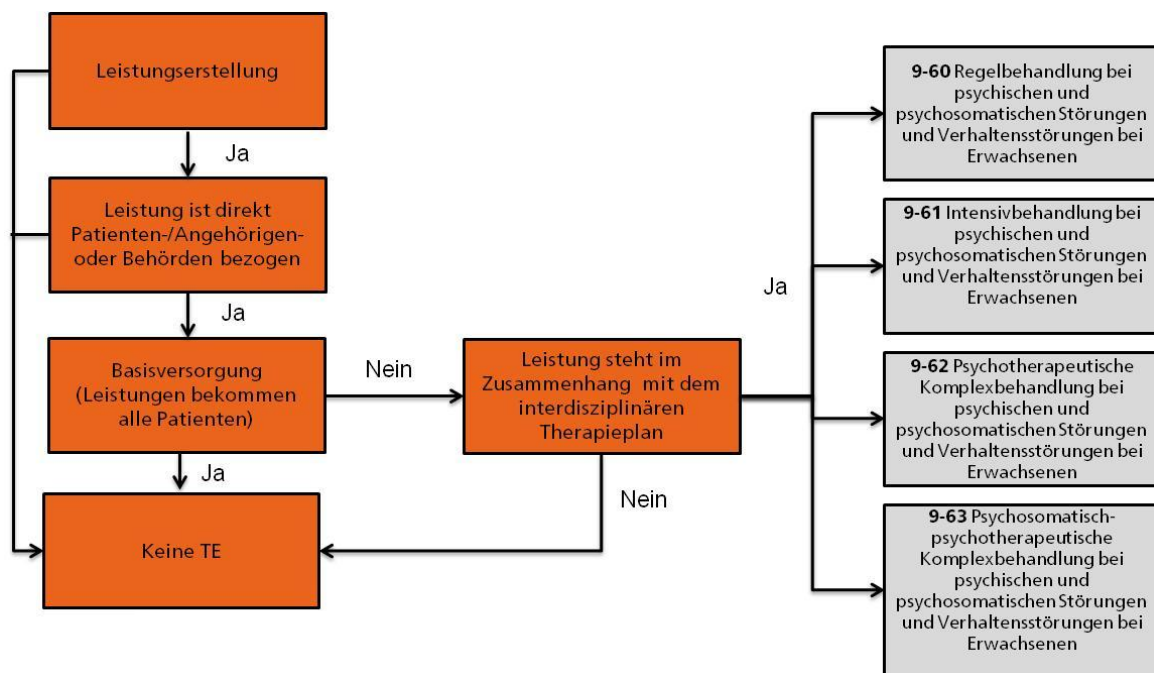 Leistungserstellung
Ja
Leistung ist direkt
Patienten-/Angehörigen-
oder Behörden bezogen
Ja
Basisversorgung
(Leistungen bekommen
alle Patienten)
Ja
Keine TE
Nein
Leistung steht im
Zusammenhang mit dem
interdisziplinären
Therapieplan
Nein
Ja
9-60 Regelbehandlung bei
psychischen und
psychosomatischen Störungen
und Verhaltensstörungen bei
Erwachsenen
9-61 Intensivbehandlung bei
psychischen und
psychosomatischen Störungen
und Verhaltensstörungen bei
Erwachsenen
9-62 Psychotherapeutische
Komplexbehandlung bei
psychischen und
psychosomatischen Störungen
und Verhaltensstörungen bei
Erwachsenen
9-63 Psychosomatisch-
psychotherapeutische
Komplexbehandlung bei
psychischen und
psychosomatischen Störungen
und Verhaltensstörungen bei
Erwachsenen